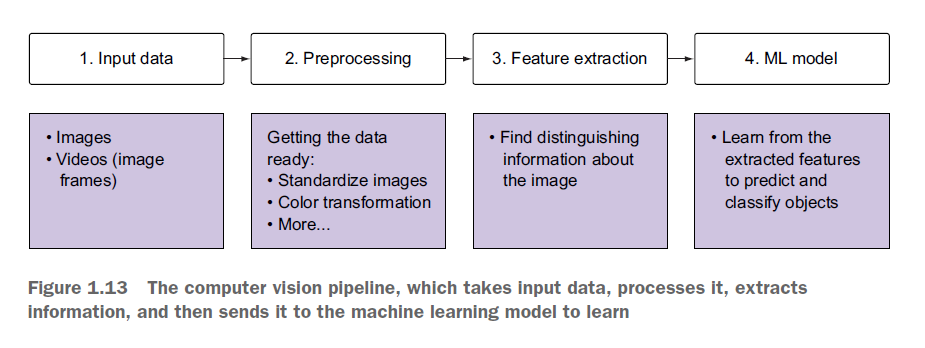 1. Input data
2. Preprocessing
3. Feature extraction
4. ML model
• Images
• Videos (image
frames)
Getting the data
ready:
• Standardize images
• Color transformation
• More...
• Find distinguishing
information about
the image
• Learn from the
extracted features
to predict and
classify objects
Figure 1.13 The computer vision pipeline, which takes input data, processes it, extracts
information, and then sends it to the machine learning model to learn